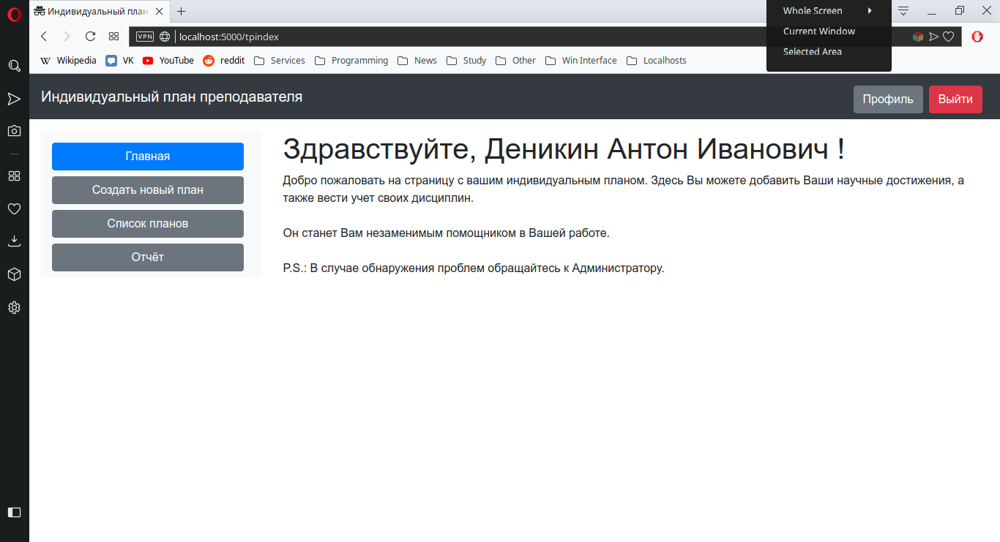 Индивидуальный план
Whole Screen
Current Window
Selected Area
VPN localhost:5000/tpindex
W Wikipedia VK YouTube reddit Services Programming News Study Other Win Interface Localhosts
Индивидуальный план преподавателя
Профиль Выйти
Главная
Создать новый план
Список планов
Отчёт
Здравствуйте, Деникин Антон Иванович !
Добро пожаловать на страницу с вашим индивидуальным планом. Здесь Вы можете добавить Ваши научные достижения, а
также вести учет своих дисциплин.
Он станет Вам незаменимым помощником в Вашей работе.
P.S.: В случае обнаружения проблем обращайтесь к Администратору.